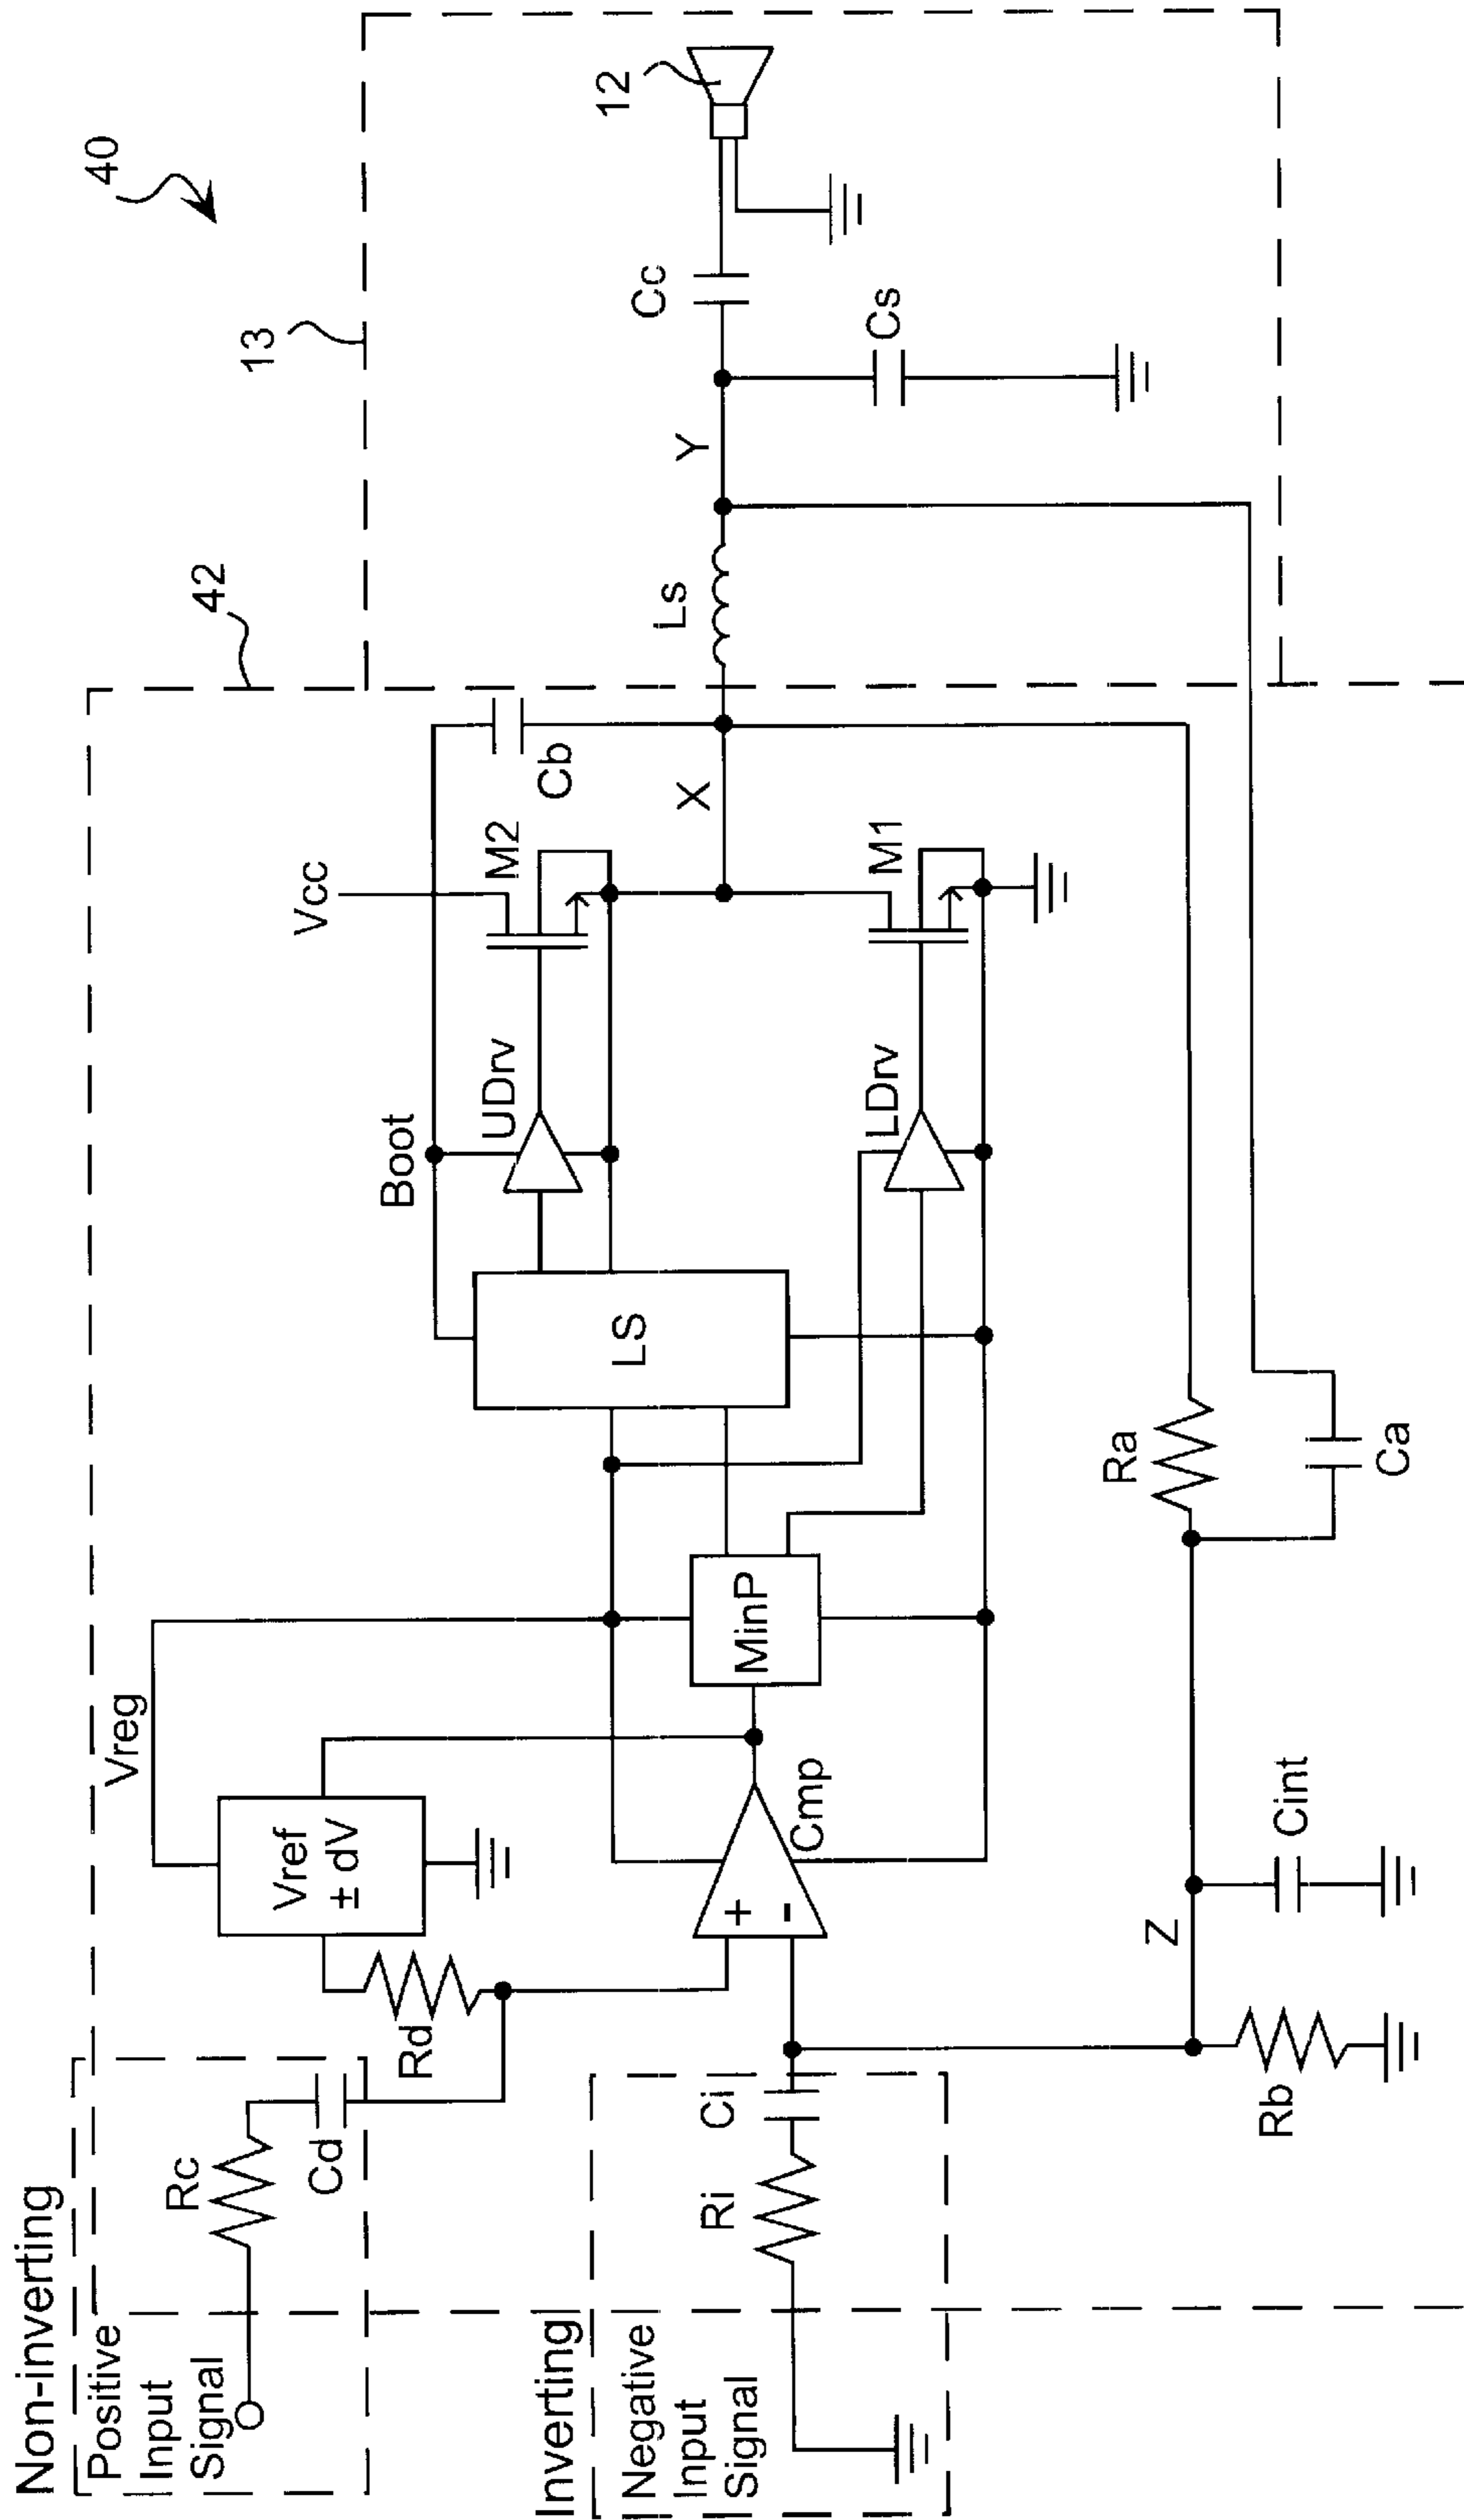 40
42
13
12
Non-inverting
Positive
Input
Signal
Rc
Cd
Rd
Vref
± dV
Vreg
Boot
Vcc
M2
Cb
UDrv
LS
X
Ls
Y
Cc
Cs
MinP
LDrv
M1
Cmp
+
-
Inverting
Negative
Input
Signal
Ri
Ci
Z
Ra
Ca
Cint
Rb